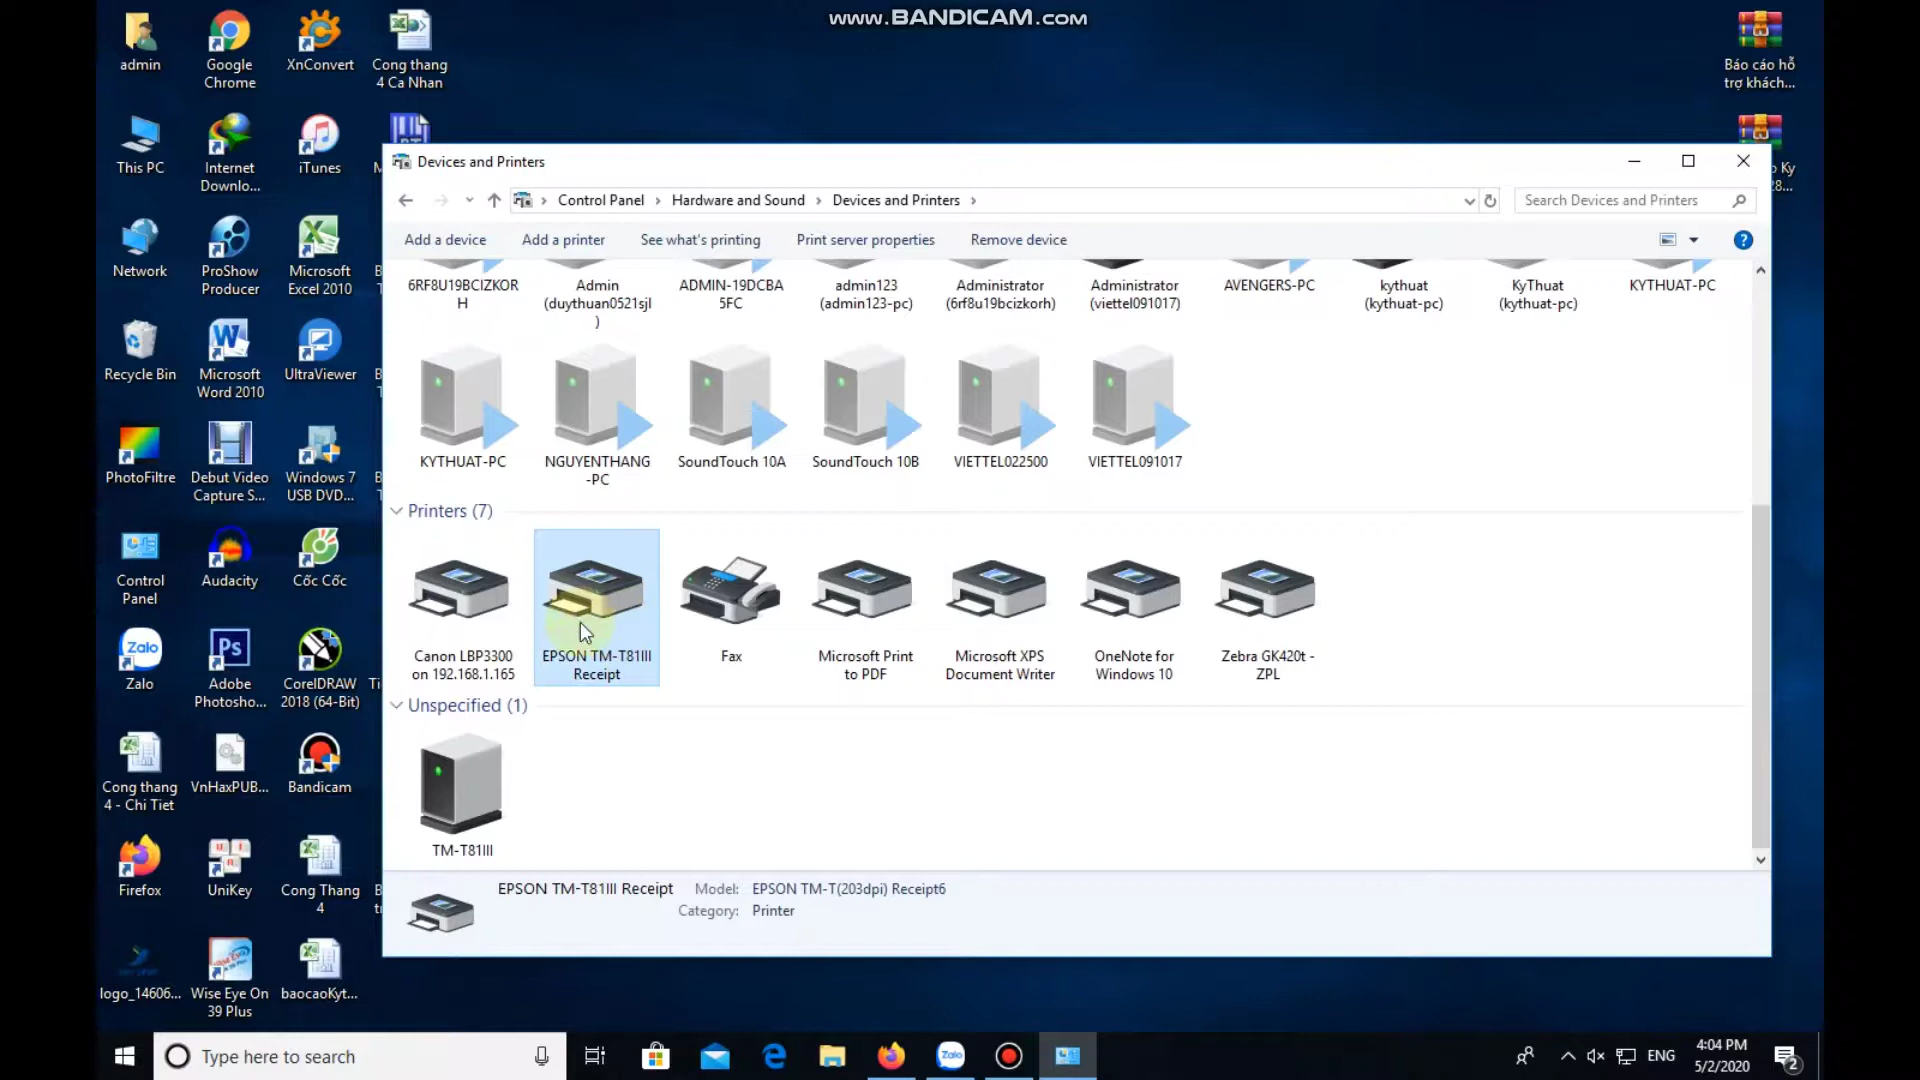 www.BANDICAM.com
admin
Google
Chrome
XnConvert
Cong thang
4 Ca Nhan
Báo cáo hỗ
trợ khách...
This PC
Internet
Downlo...
iTunes
Network
ProShow
Producer
Microsoft
Excel 2010
Recycle Bin
Microsoft
Word 2010
UltraViewer
PhotoFiltre
Debut Video
Capture S...
Windows 7
USB DVD...
Control
Panel
Audacity
Cốc Cốc
Zalo
Zalo
Ps
Adobe
Photosho...
CorelDRAW
2018 (64-Bit)
Cong thang
4 - Chi Tiet
VnHaxPUB...
Bandicam
Firefox
UniKey
Cong Thang
4
logo_14606...
Wise Eye On
39 Plus
baocaoKyt...
Devices and Printers
Control Panel > Hardware and Sound > Devices and Printers >
Search Devices and Printers
Add a device
Add a printer
See what's printing
Print server properties
Remove device
6RF8U19BCIZKOR
H
Admin
(duythuan0521sjl
)
ADMIN-19DCBA
5FC
admin123
(admin123-pc)
Administrator
(6rf8u19bcizkorh)
Administrator
(viettel091017)
AVENGERS-PC
kythuat
(kythuat-pc)
KyThuat
(kythuat-pc)
KYTHUAT-PC
KYTHUAT-PC
NGUYENTHANG
-PC
SoundTouch 10A
SoundTouch 10B
VIETTEL022500
VIETTEL091017
Printers (7)
Canon LBP3300
on 192.168.1.165
EPSON TM-T81III
Receipt
Fax
Microsoft Print
to PDF
Microsoft XPS
Document Writer
OneNote for
Windows 10
Zebra GK420t -
ZPL
Unspecified (1)
TM-T81III
EPSON TM-T81III Receipt
Model: EPSON TM-T(203dpi) Receipt6
Category: Printer
Type here to search
Zalo
ENG
4:04 PM
5/2/2020
2